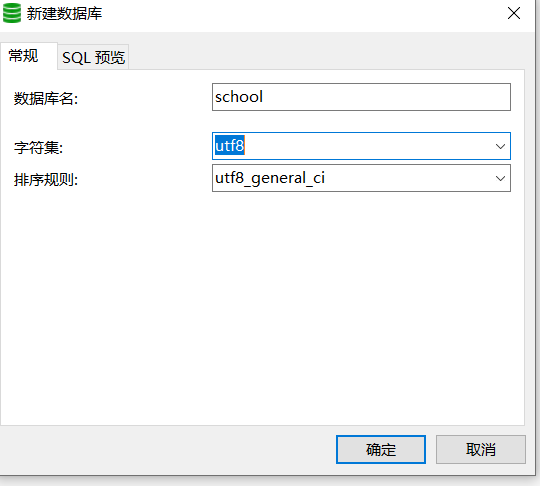 新建数据库
常规 SQL 预览
数据库名: school
字符集: utf8
排序规则: utf8_general_ci
确定 取消